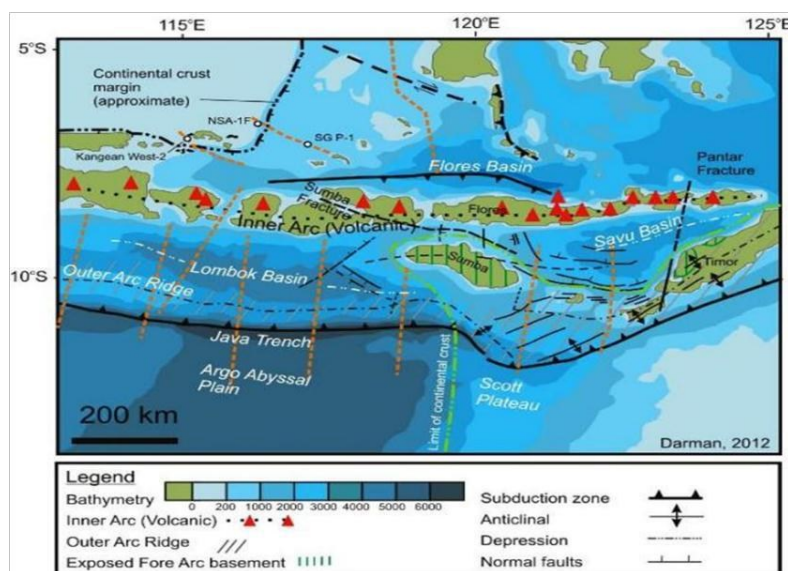 115°E
120°E
125°E
5°S
Continental crust
margin
(approximate)
NSA-1F
SG P-1
Kangean West-2
Flores Basin
Pantar
Fracture
Sumba
Fracture
Flores
Inner Arc (Volcanic)
Savu Basin
10°S
Outer Arc Ridge
Lombok Basin
Sumba
Timor
Java Trench
Argo Abyssal
Plain
Scott
Plateau
Limit of continental crust
200 km
Darman, 2012
Legend
Bathymetry
0 200 1000 2000 3000 4000 5000 6000
Inner Arc (Volcanic)
Outer Arc Ridge
Exposed Fore Arc basement
Subduction zone
Anticlinal
Depression
Normal faults